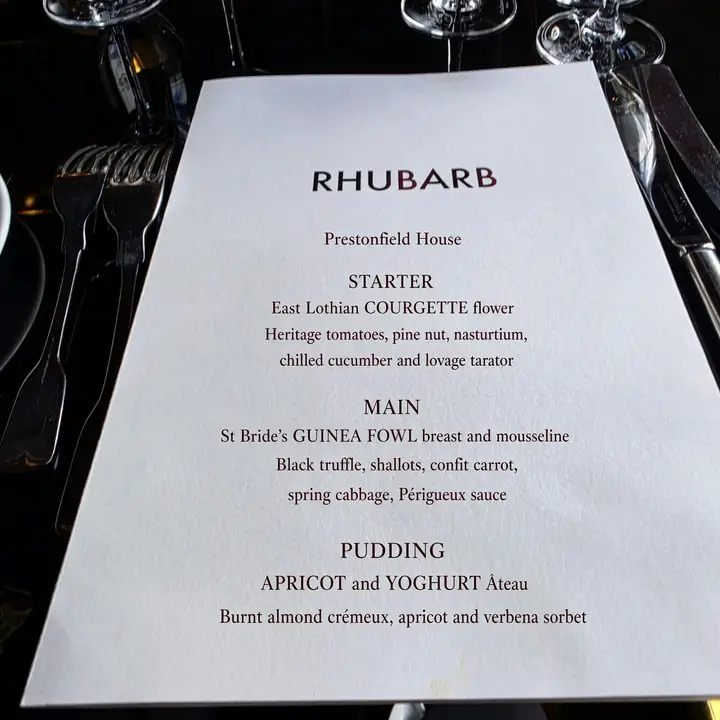 RHUBARB
Prestonfield House
STARTER
East Lothian COURGETTE flower
Heritage tomatoes, pine nut, nasturtium,
chilled cucumber and lovage tarator
MAIN
St Bride’s GUINEA FOWL breast and mousseline
Black truffle, shallots, confit carrot,
spring cabbage, Périgueux sauce
PUDDING
APRICOT and YOGHURT Âteau
Burnt almond crémeux, apricot and verbena sorbet